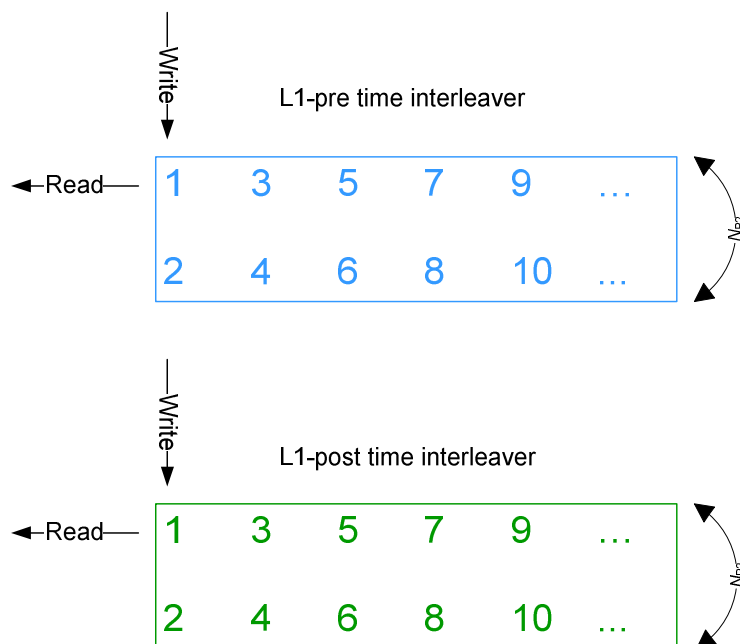 Write
L1-pre time interleaver
Read
1 3 5 7 9 ...
2 4 6 8 10 ...
Write
L1-post time interleaver
Read
1 3 5 7 9 ...
2 4 6 8 10 ...